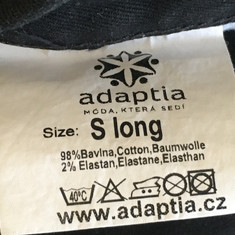 adaptia
MÓDA, KTERÁ SEDÍ
Size: S long
98%Bavlna,Cotton,Baumwolle
2% Elastan,Elastane,Elasthan
40°C
www.adaptia.cz